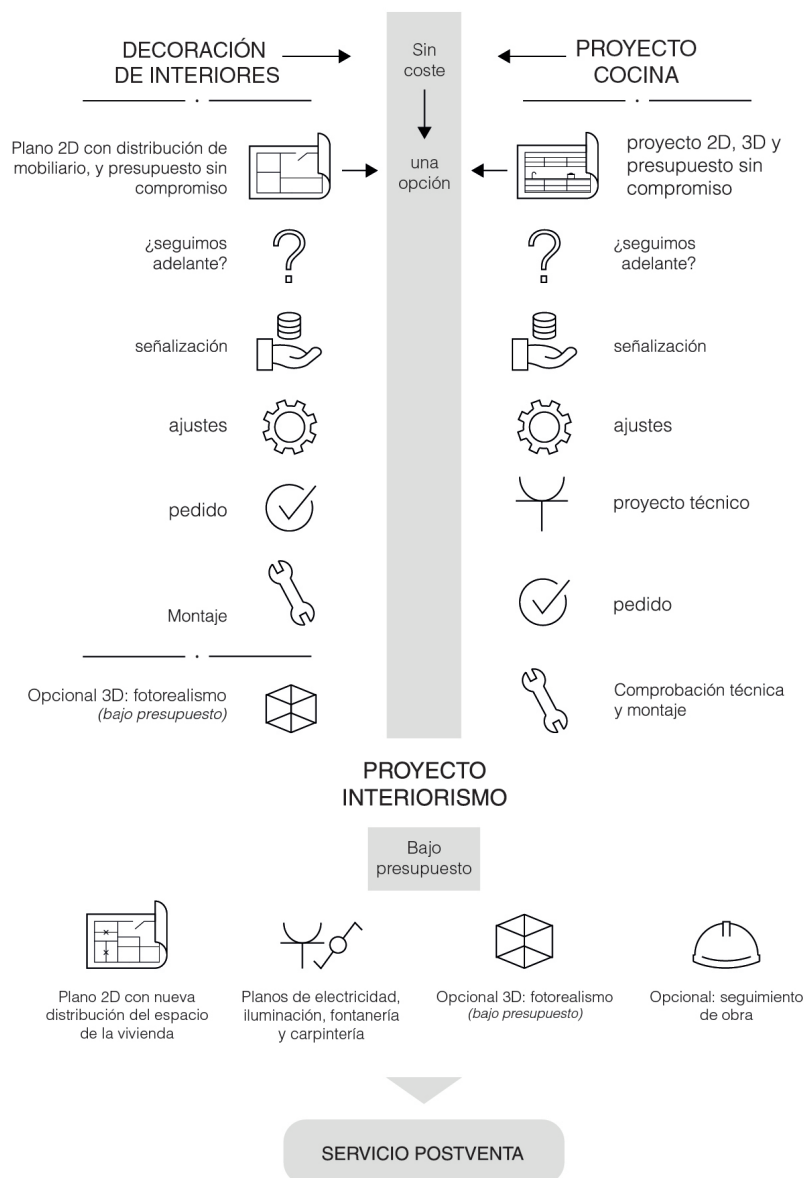 DECORACIÓN
DE INTERIORES
Sin
coste
PROYECTO
COCINA
Plano 2D con distribución de
mobiliario, y presupuesto sin
compromiso
una
opción
proyecto 2D, 3D y
presupuesto sin
compromiso
¿seguimos
adelante?
¿seguimos
adelante?
señalización
señalización
ajustes
ajustes
pedido
proyecto técnico
Montaje
pedido
Opcional 3D: fotorealismo
(bajo presupuesto)
Comprobación técnica
y montaje
PROYECTO
INTERIORISMO
Bajo
presupuesto
Plano 2D con nueva
distribución del espacio
de la vivienda
Planos de electricidad,
iluminación, fontanería
y carpintería
Opcional 3D: fotorealismo
(bajo presupuesto)
Opcional: seguimiento
de obra
SERVICIO POSTVENTA